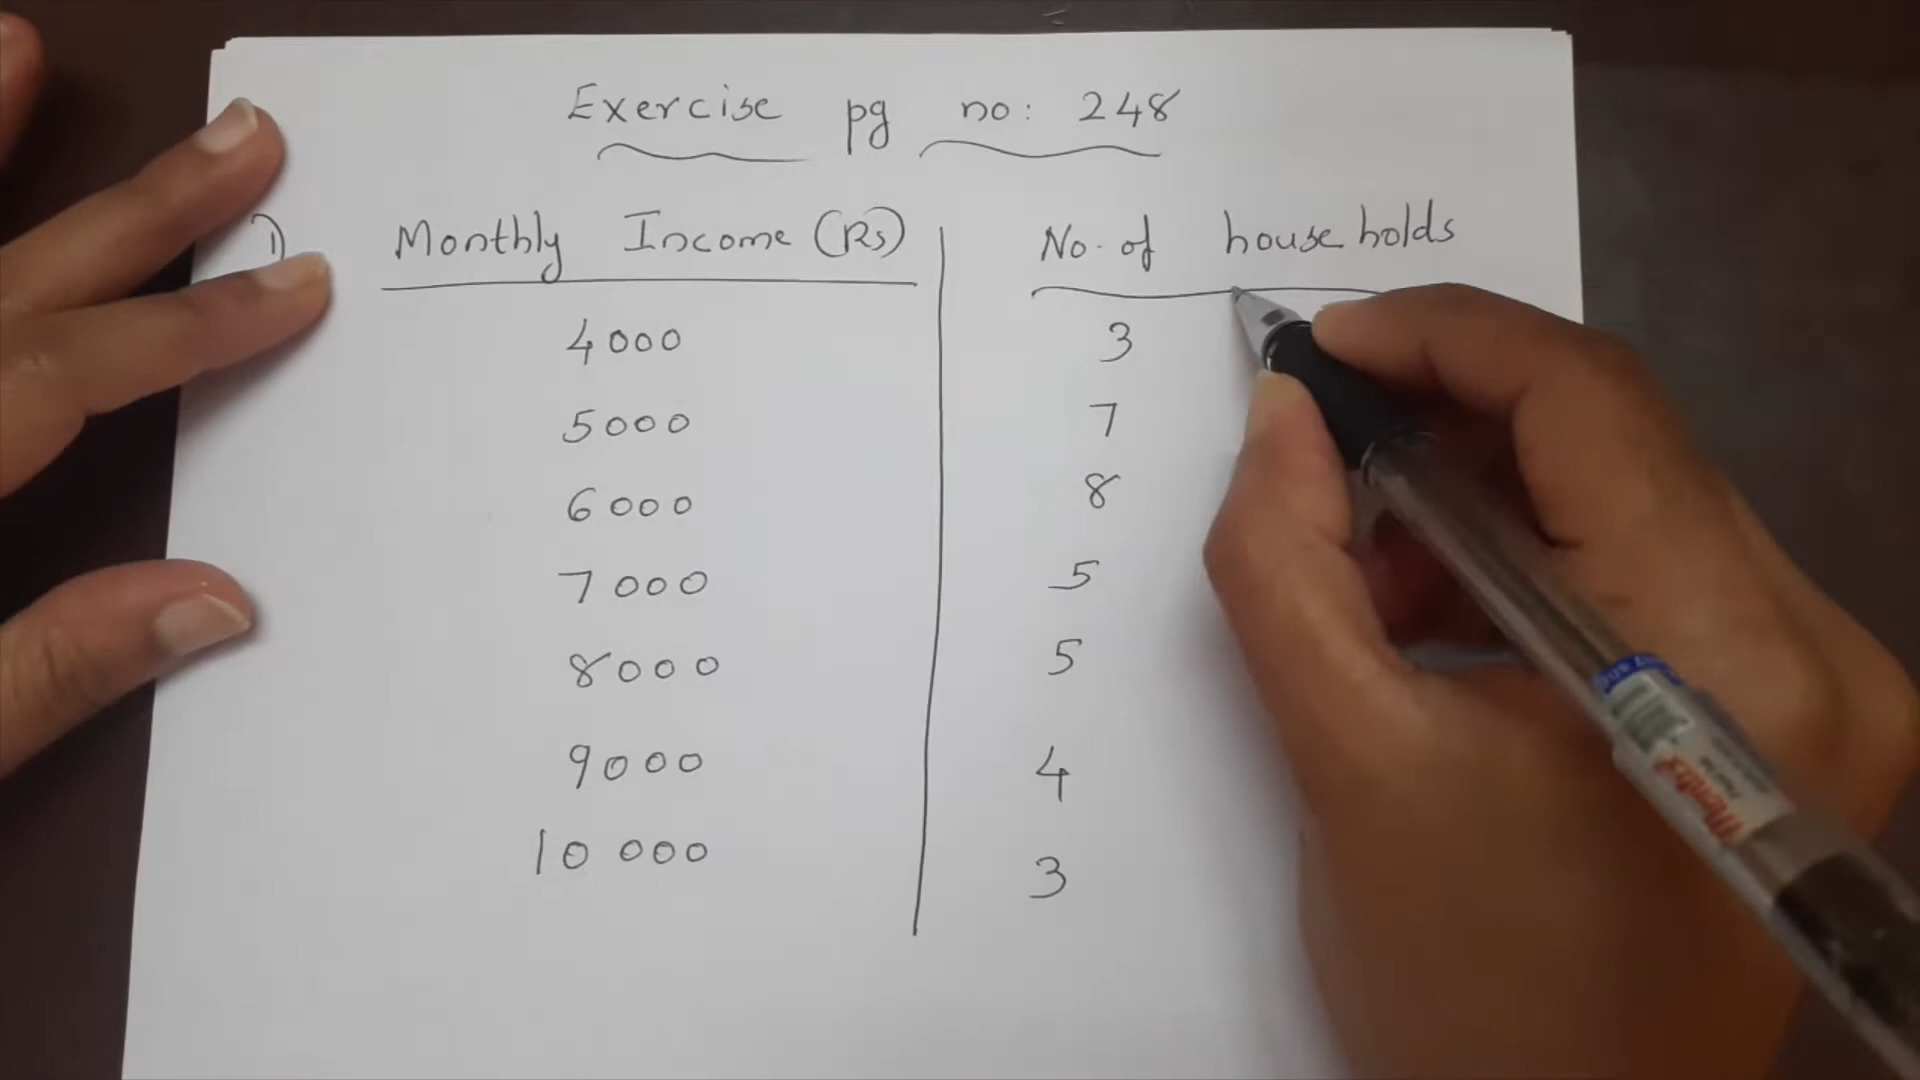 Exercise pg no: 248
1) Monthly Income (Rs) No. of households
4000 3
5000 7
6000 8
7000 5
8000 5
9000 4
10 000 3